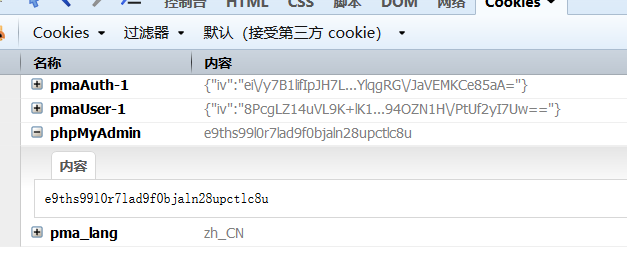 控制台 HTML CSS 脚本 DOM 网络 Cookies
Cookies 过滤器 默认（接受第三方 cookie）
名称 内容
pmaAuth-1 {"iv":"ei\/y7B1lifIpJH7L...YlqgRG\/JaVEMKCe85aA="}
pmaUser-1 {"iv":"8PcgLZ14uVL9K+lK1...94OZN1H\/PtUf2yI7Uw=="}
phpMyAdmin e9ths99l0r7lad9f0bjaln28upctlc8u
内容
e9ths99l0r7lad9f0bjaln28upctlc8u
pma_lang zh_CN